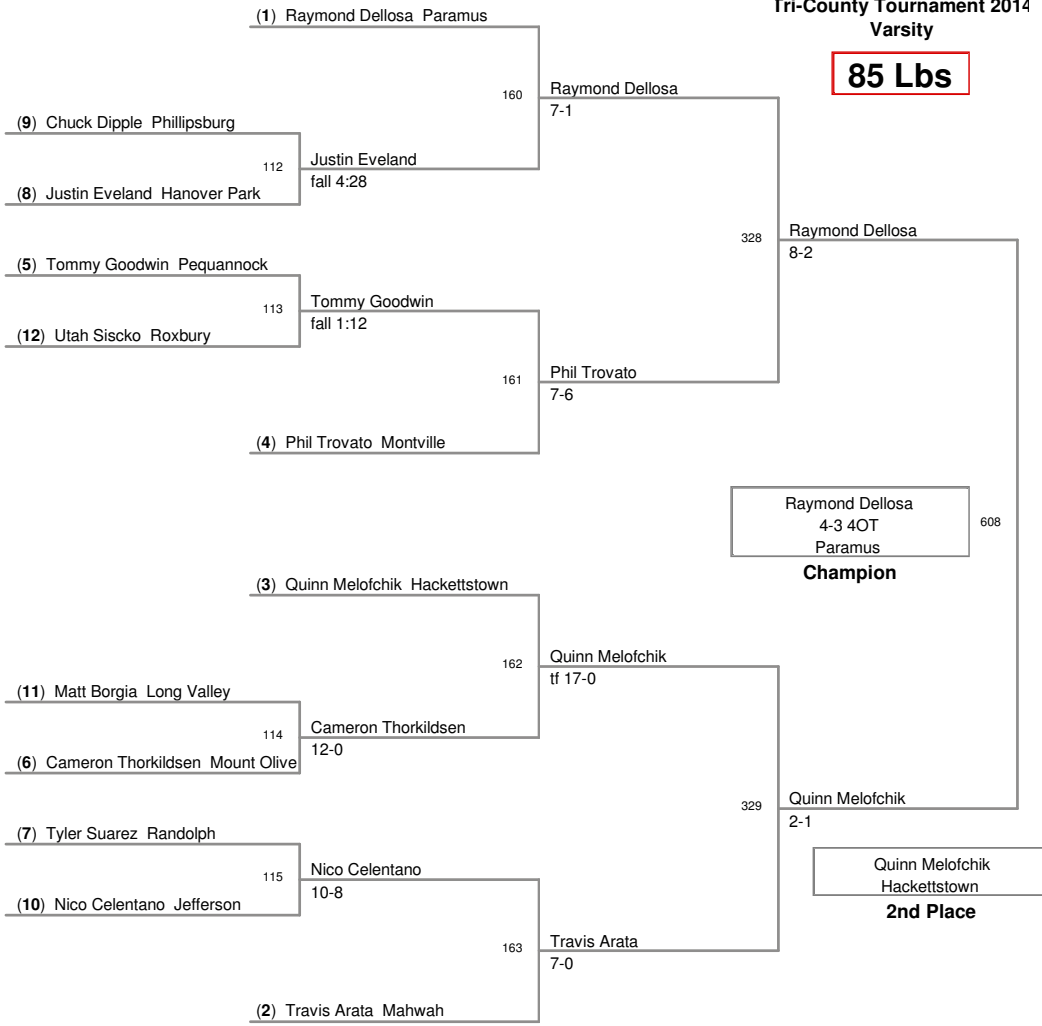 Tri-County Tournament 2014
Varsity
85 Lbs
(1) Raymond Dellosa Paramus
160
Raymond Dellosa
7-1
(9) Chuck Dipple Phillipsburg
112
Justin Eveland
fall 4:28
(8) Justin Eveland Hanover Park
328
Raymond Dellosa
8-2
(5) Tommy Goodwin Pequannock
113
Tommy Goodwin
fall 1:12
(12) Utah Siscko Roxbury
161
Phil Trovato
7-6
(4) Phil Trovato Montville
Raymond Dellosa
4-3 4OT
Paramus
Champion
608
(3) Quinn Melofchik Hackettstown
162
Quinn Melofchik
tf 17-0
(11) Matt Borgia Long Valley
114
Cameron Thorkildsen
12-0
(6) Cameron Thorkildsen Mount Olive
329
Quinn Melofchik
2-1
(7) Tyler Suarez Randolph
115
Nico Celentano
10-8
(10) Nico Celentano Jefferson
Quinn Melofchik
Hackettstown
2nd Place
163
Travis Arata
7-0
(2) Travis Arata Mahwah